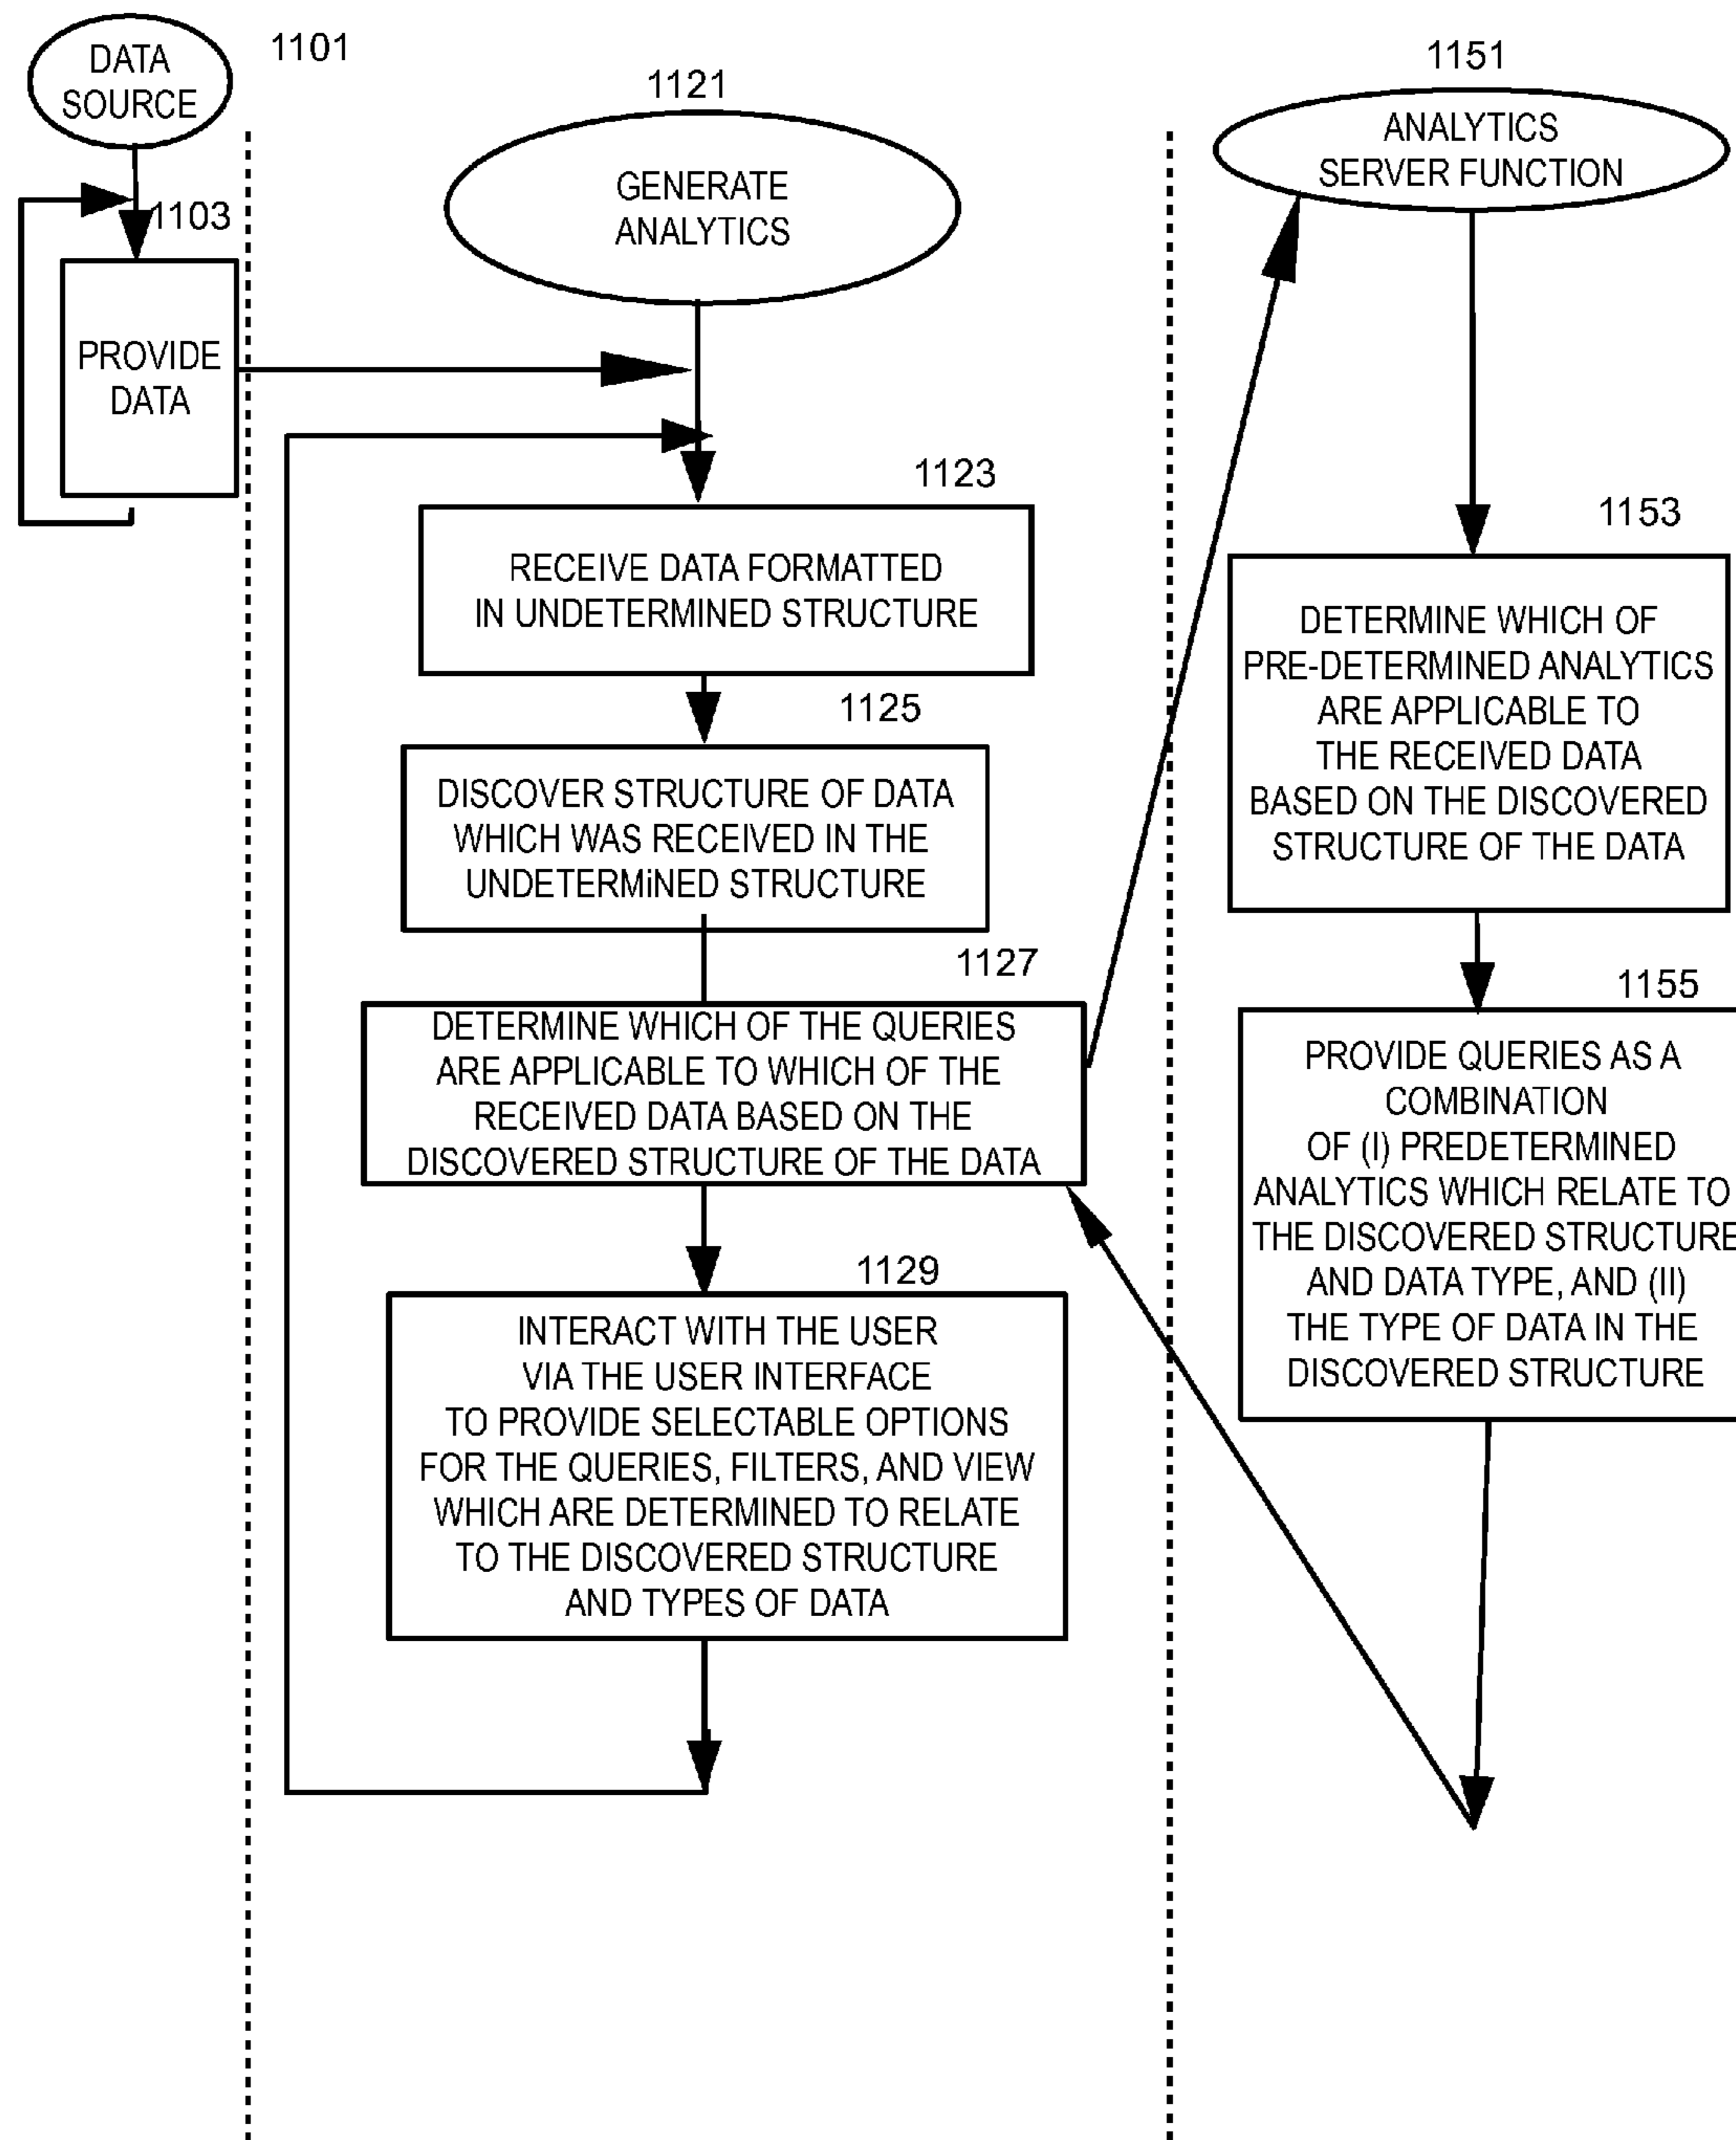 DATA
SOURCE
1101
1103
PROVIDE
DATA
1121
GENERATE
ANALYTICS
1123
RECEIVE DATA FORMATTED
IN UNDETERMINED STRUCTURE
1125
DISCOVER STRUCTURE OF DATA
WHICH WAS RECEIVED IN THE
UNDETERMiNED STRUCTURE
1127
DETERMINE WHICH OF THE QUERIES
ARE APPLICABLE TO WHICH OF THE
RECEIVED DATA BASED ON THE
DISCOVERED STRUCTURE OF THE DATA
1129
INTERACT WITH THE USER
VIA THE USER INTERFACE
TO PROVIDE SELECTABLE OPTIONS
FOR THE QUERIES, FILTERS, AND VIEW
WHICH ARE DETERMINED TO RELATE
TO THE DISCOVERED STRUCTURE
AND TYPES OF DATA
1151
ANALYTICS
SERVER FUNCTION
1153
DETERMINE WHICH OF
PRE-DETERMINED ANALYTICS
ARE APPLICABLE TO
THE RECEIVED DATA
BASED ON THE DISCOVERED
STRUCTURE OF THE DATA
1155
PROVIDE QUERIES AS A
COMBINATION
OF (I) PREDETERMINED
ANALYTICS WHICH RELATE TO
THE DISCOVERED STRUCTURE
AND DATA TYPE, AND (II)
THE TYPE OF DATA IN THE
DISCOVERED STRUCTURE